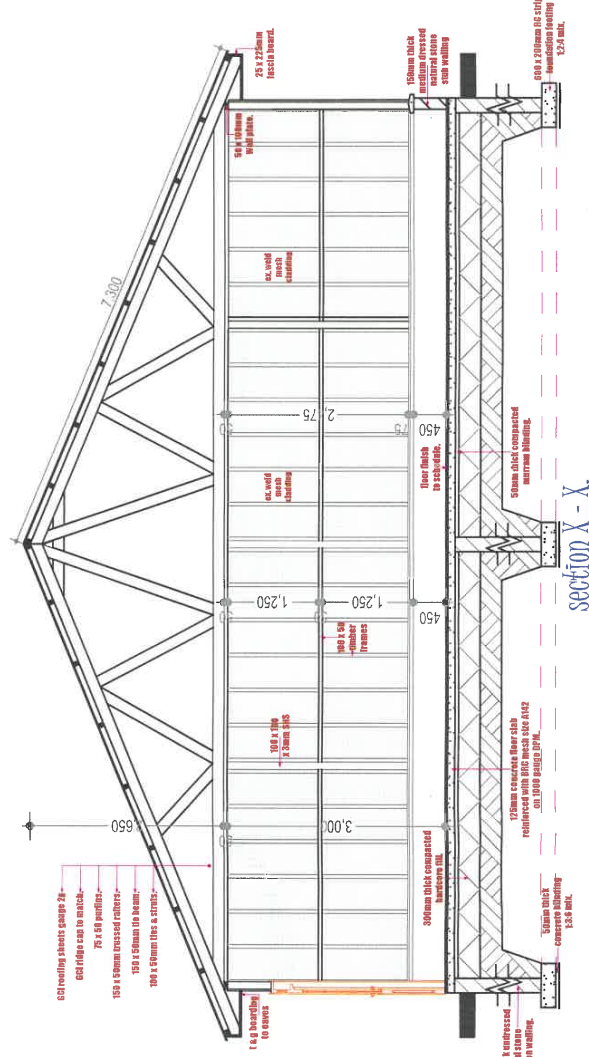 25 x 225mm
fascia board.
7.300
50 x 100mm
Wall plate.
150mm thick
medium dressed
natural stone
stub walling
600 x 200mm RC strip
foundation footing
1:2:4 mix.
ex. weld
mesh
cladding
ex. weld
mesh
cladding
75
450
floor finish
to schedule.
50mm thick compacted
murram blinding.
1,250
1,250
450
100 x 50
timber
frames
100 x 100
x 3mm SHS
125mm concrete floor slab
reinforced with BRC mesh size A142
on 1000 gauge DPM.
GCI roofing sheets gauge 28
GCI ridge cap to match.
75 x 50 purlins.
150 x 50mm trussed rafters.
150 x 50mm tie beam.
100 x 50mm ties & struts.
650
3,000
300mm thick compacted
hardcore fill.
50mm thick
concrete blinding
1:3:6 mix.
t & g boarding
to eaves
undressed
stone
walling.
section X - X.